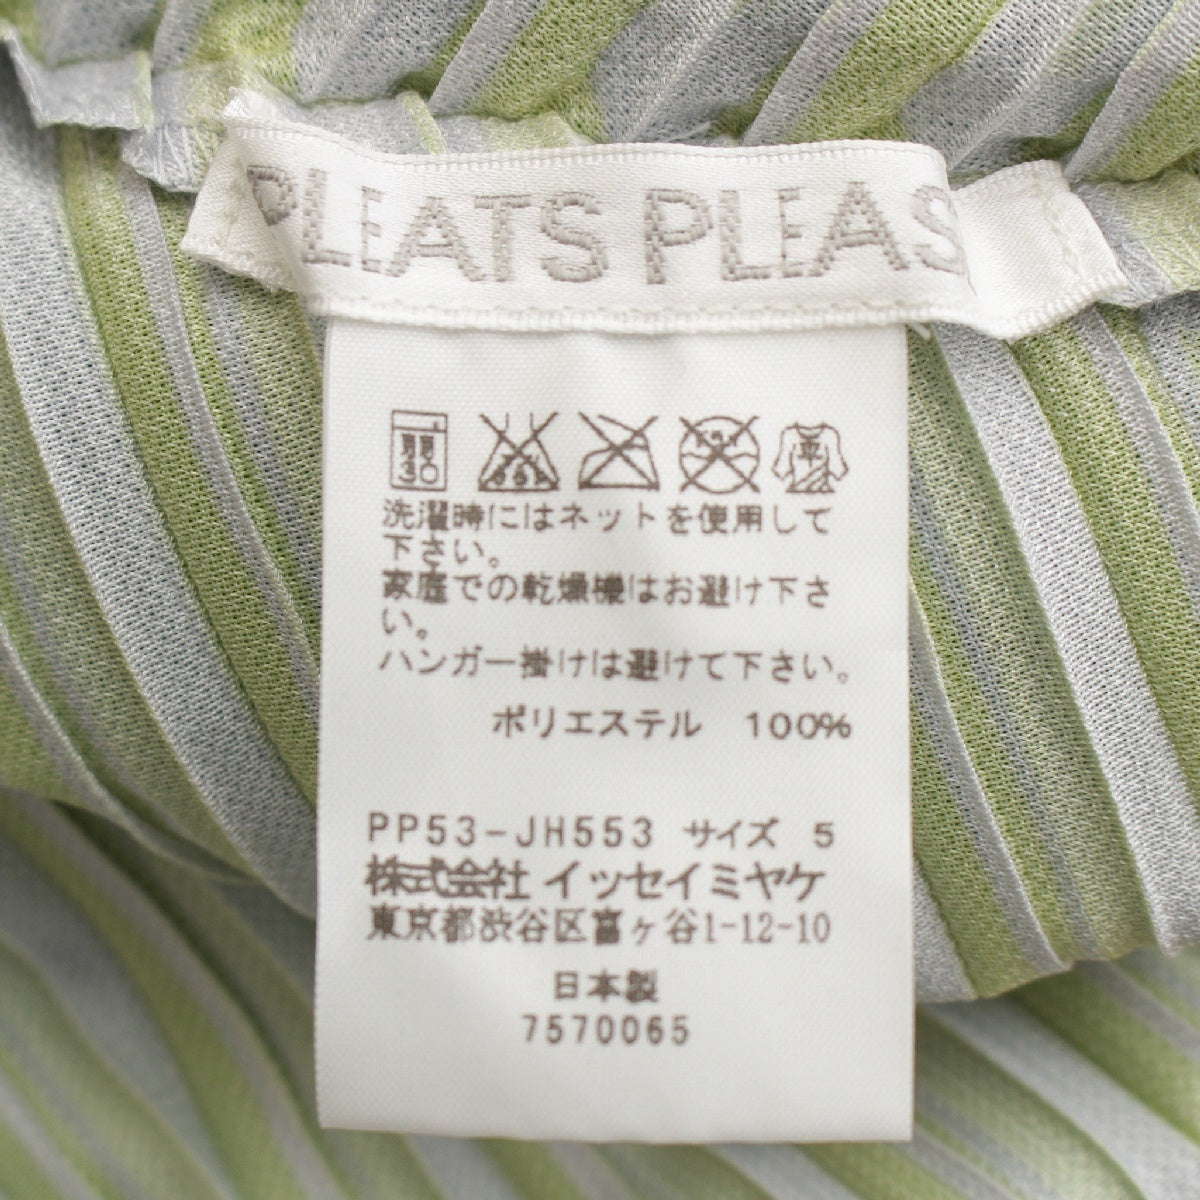 PLEATS PLEAS
洗濯時にはネットを使用して
下さい。
家庭での乾燥機はお避け下さ
い。
ハンガー掛けは避けて下さい。
ポリエステル 100%
PP53-JH553 サイズ 5
株式会社 イッセイミヤケ
東京都渋谷区富ヶ谷1-12-10
日本製
7570065